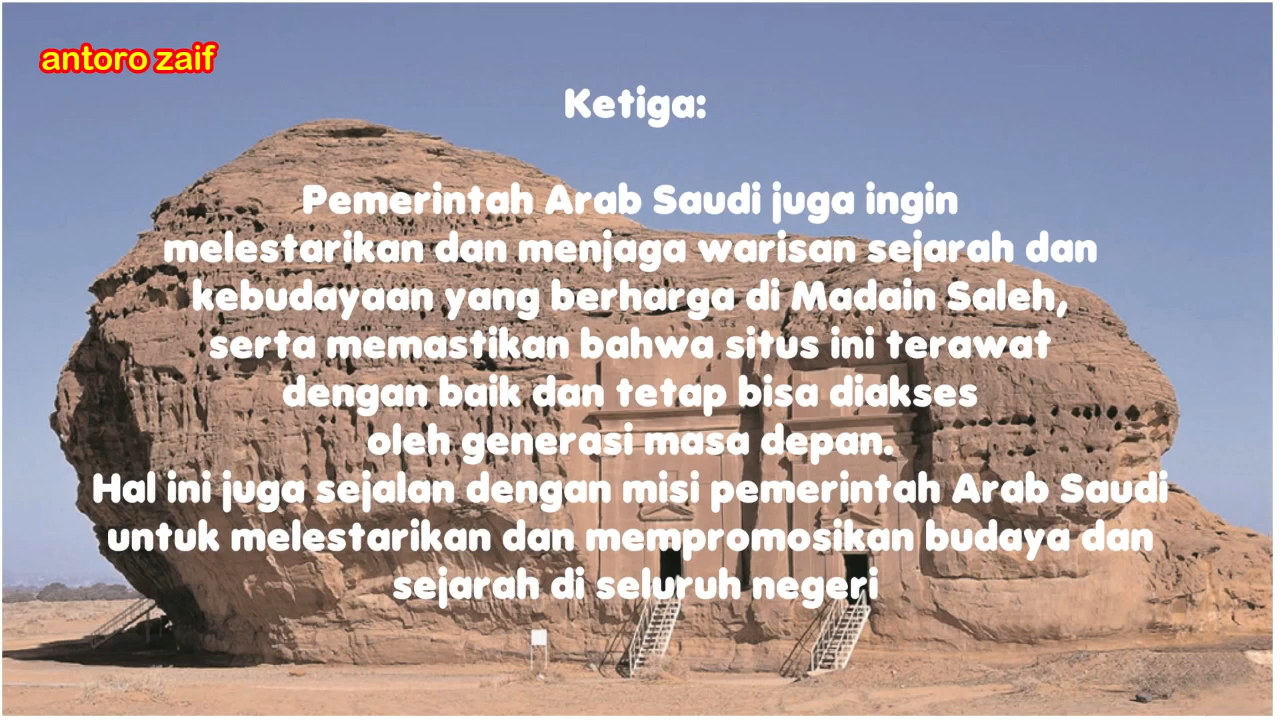 antoro zaif
Ketiga:
Pemerintah Arab Saudi juga ingin
melestarikan dan menjaga warisan sejarah dan
kebudayaan yang berharga di Madain Saleh,
serta memastikan bahwa situs ini terawat
dengan baik dan tetap bisa diakses
oleh generasi masa depan.
Hal ini juga sejalan dengan misi pemerintah Arab Saudi
untuk melestarikan dan mempromosikan budaya dan
sejarah di seluruh negeri